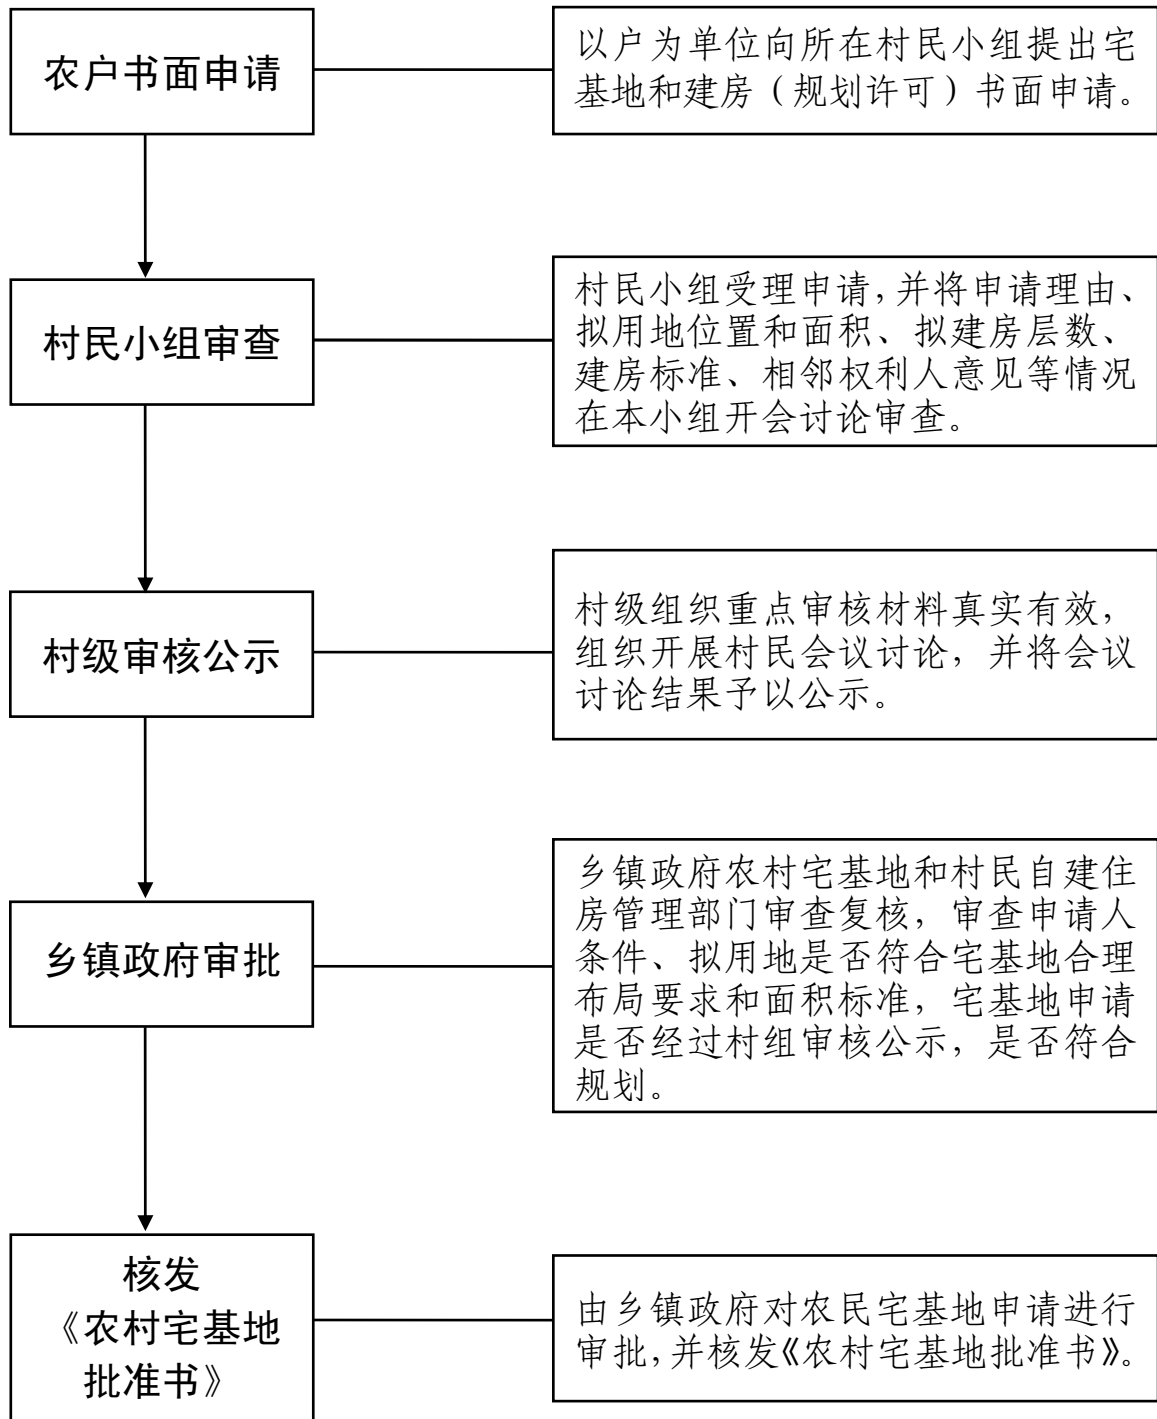 农户书面申请
以户为单位向所在村民小组提出宅
基地和建房（规划许可）书面申请。
村民小组审查
村民小组受理申请,并将申请理由、
拟用地位置和面积、拟建房层数、
建房标准、相邻权利人意见等情况
在本小组开会讨论审查。
村级审核公示
村级组织重点审核材料真实有效，
组织开展村民会议讨论，并将会议
讨论结果予以公示。
乡镇政府审批
乡镇政府农村宅基地和村民自建住
房管理部门审查复核，审查申请人
条件、拟用地是否符合宅基地合理
布局要求和面积标准，宅基地申请
是否经过村组审核公示，是否符合
规划。
核发
《农村宅基地
批准书》
由乡镇政府对农民宅基地申请进行
审批,并核发《农村宅基地批准书》。